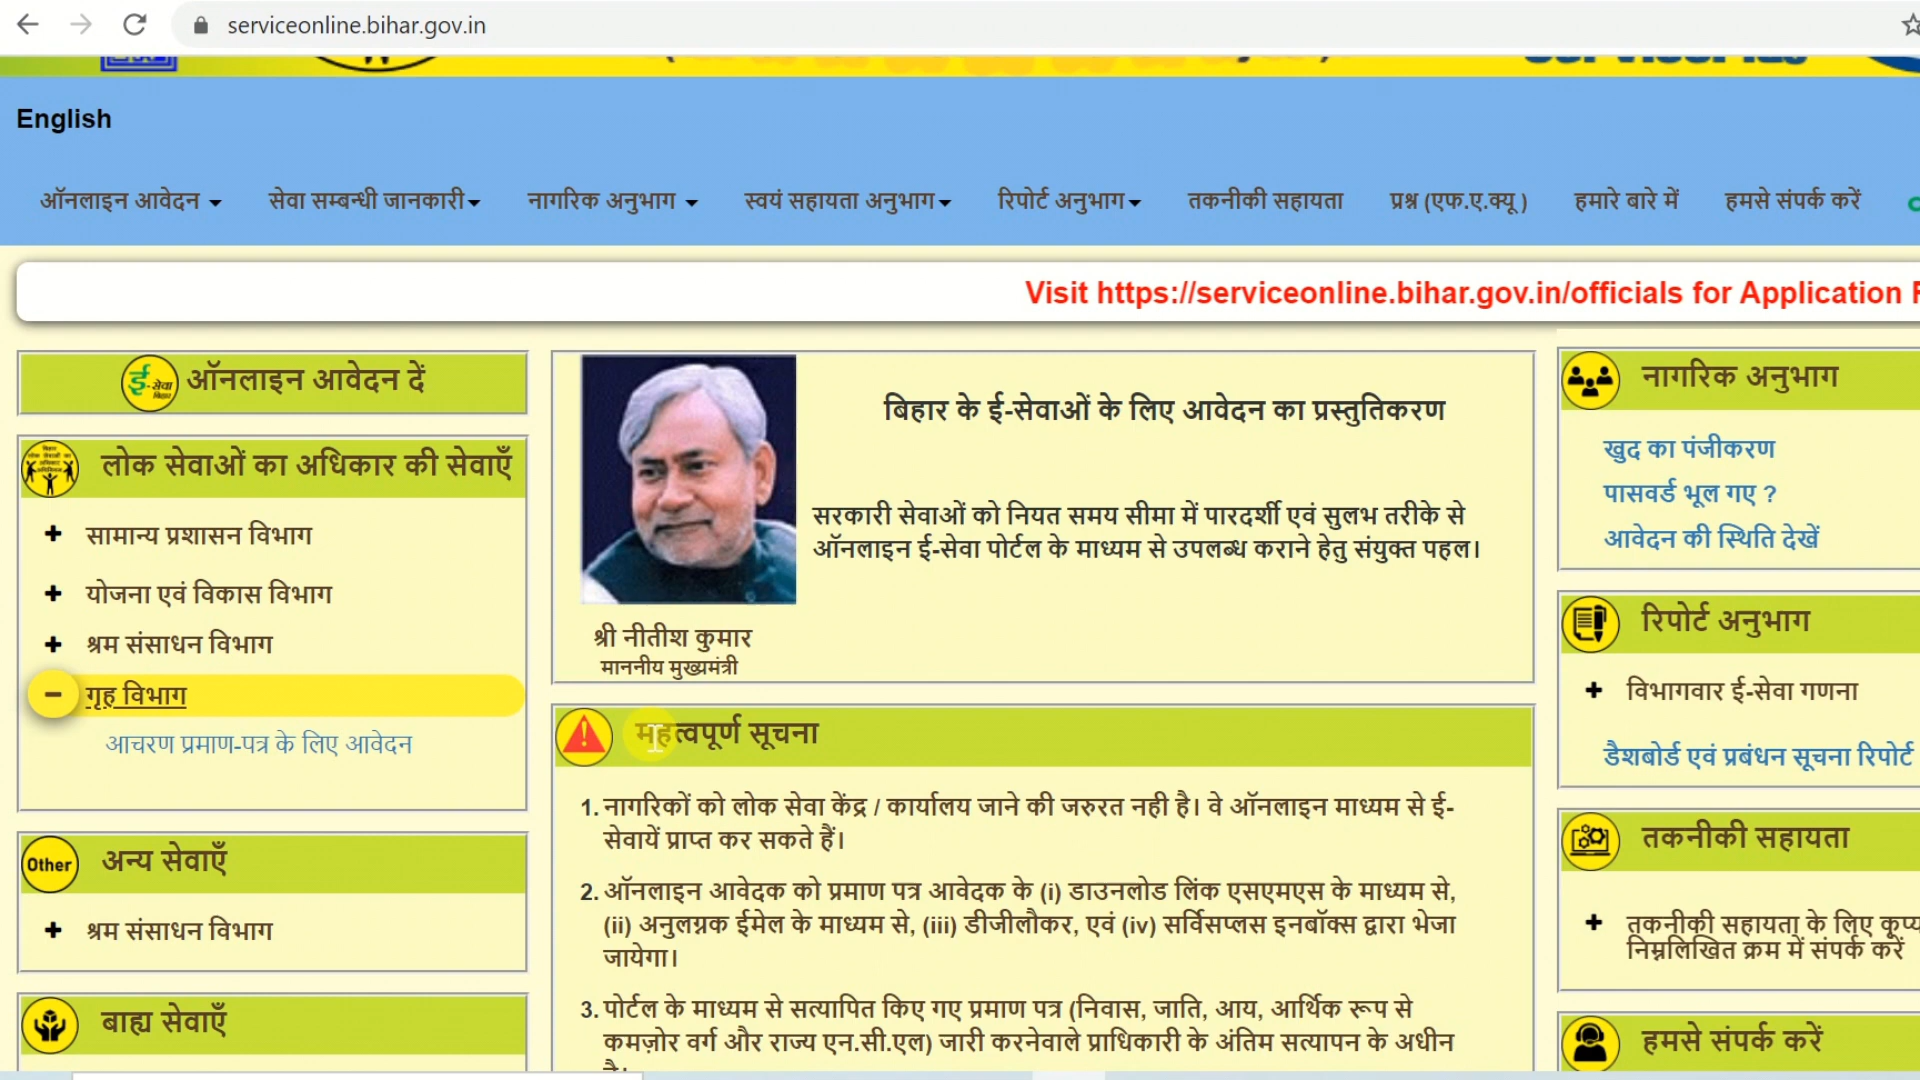 serviceonline.bihar.gov.in
English
ऑनलाइन आवेदन सेवा सम्बन्धी जानकारी नागरिक अनुभाग स्वयं सहायता अनुभाग रिपोर्ट अनुभाग तकनीकी सहायता प्रश्न (एफ.ए.क्यू ) हमारे बारे में हमसे संपर्क करें
Visit https://serviceonline.bihar.gov.in/officials for Application
ऑनलाइन आवेदन दें
लोक सेवाओं का अधिकार की सेवाएँ
+ सामान्य प्रशासन विभाग
+ योजना एवं विकास विभाग
+ श्रम संसाधन विभाग
− गृह विभाग
आचरण प्रमाण-पत्र के लिए आवेदन
Other अन्य सेवाएँ
+ श्रम संसाधन विभाग
बाह्य सेवाएँ
बिहार के ई-सेवाओं के लिए आवेदन का प्रस्तुतिकरण
सरकारी सेवाओं को नियत समय सीमा में पारदर्शी एवं सुलभ तरीके से
ऑनलाइन ई-सेवा पोर्टल के माध्यम से उपलब्ध कराने हेतु संयुक्त पहल।
श्री नीतीश कुमार
माननीय मुख्यमंत्री
महत्वपूर्ण सूचना
1. नागरिकों को लोक सेवा केंद्र / कार्यालय जाने की जरुरत नही है। वे ऑनलाइन माध्यम से ई-
सेवायें प्राप्त कर सकते हैं।
2. ऑनलाइन आवेदक को प्रमाण पत्र आवेदक के (i) डाउनलोड लिंक एसएमएस के माध्यम से,
(ii) अनुलग्नक ईमेल के माध्यम से, (iii) डीजीलौकर, एवं (iv) सर्विसप्लस इनबॉक्स द्वारा भेजा
जायेगा।
3. पोर्टल के माध्यम से सत्यापित किए गए प्रमाण पत्र (निवास, जाति, आय, आर्थिक रूप से
कमज़ोर वर्ग और राज्य एन.सी.एल) जारी करनेवाले प्राधिकारी के अंतिम सत्यापन के अधीन
नागरिक अनुभाग
खुद का पंजीकरण
पासवर्ड भूल गए ?
आवेदन की स्थिति देखें
रिपोर्ट अनुभाग
+ विभागवार ई-सेवा गणना
डैशबोर्ड एवं प्रबंधन सूचना रिपोर्ट
तकनीकी सहायता
+ तकनीकी सहायता के लिए
निम्नलिखित क्रम में संपर्क करें
हमसे संपर्क करें